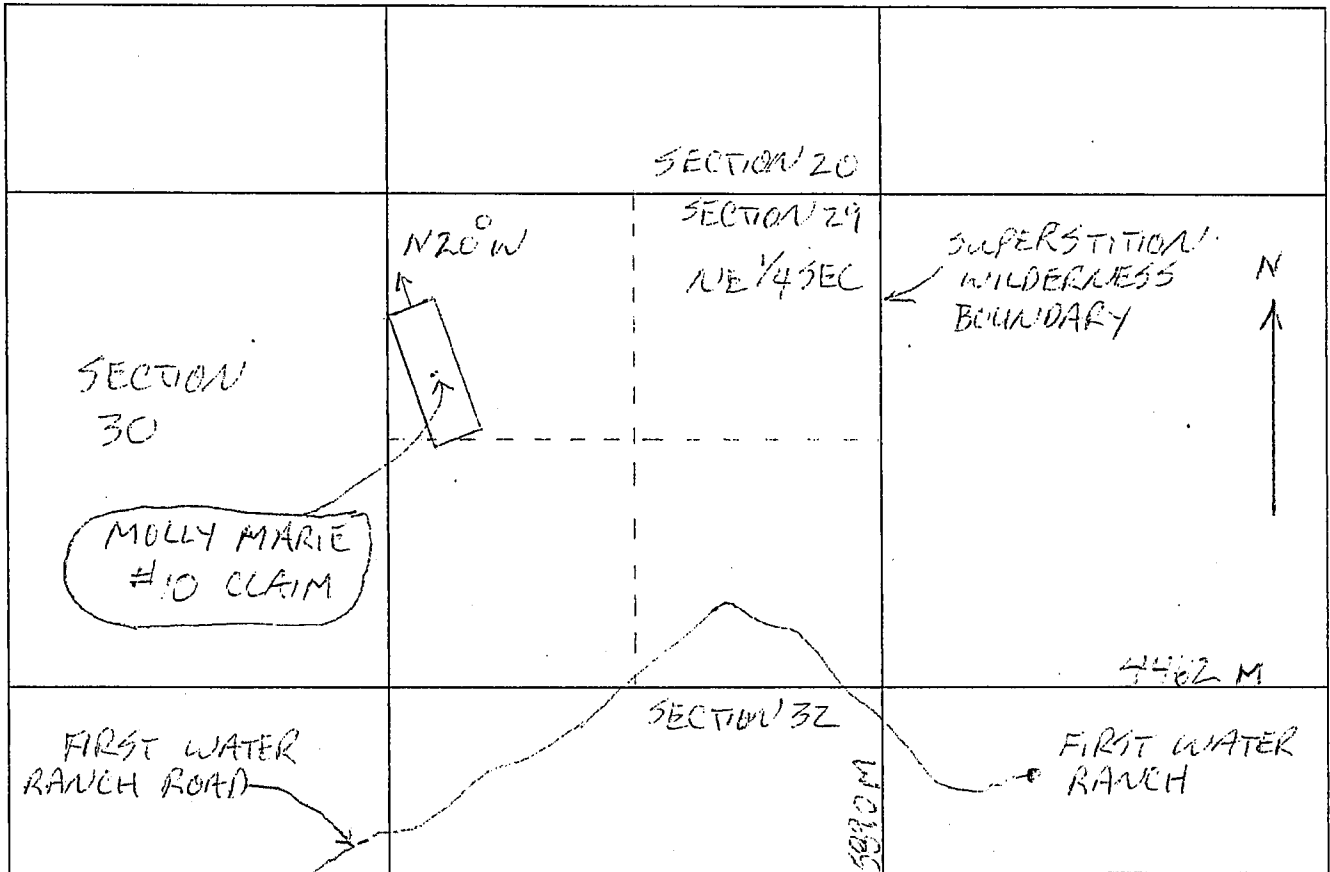 SECTION 20
N20°W
SECTION 29
NE 1/4 SEC
SUPERSTITION
WILDERNESS
BOUNDARY
N
SECTION
30
MOLLY MARIE
#10 CLAIM
4462 M
SECTION 32
FIRST WATER
RANCH ROAD
FIRST WATER
RANCH